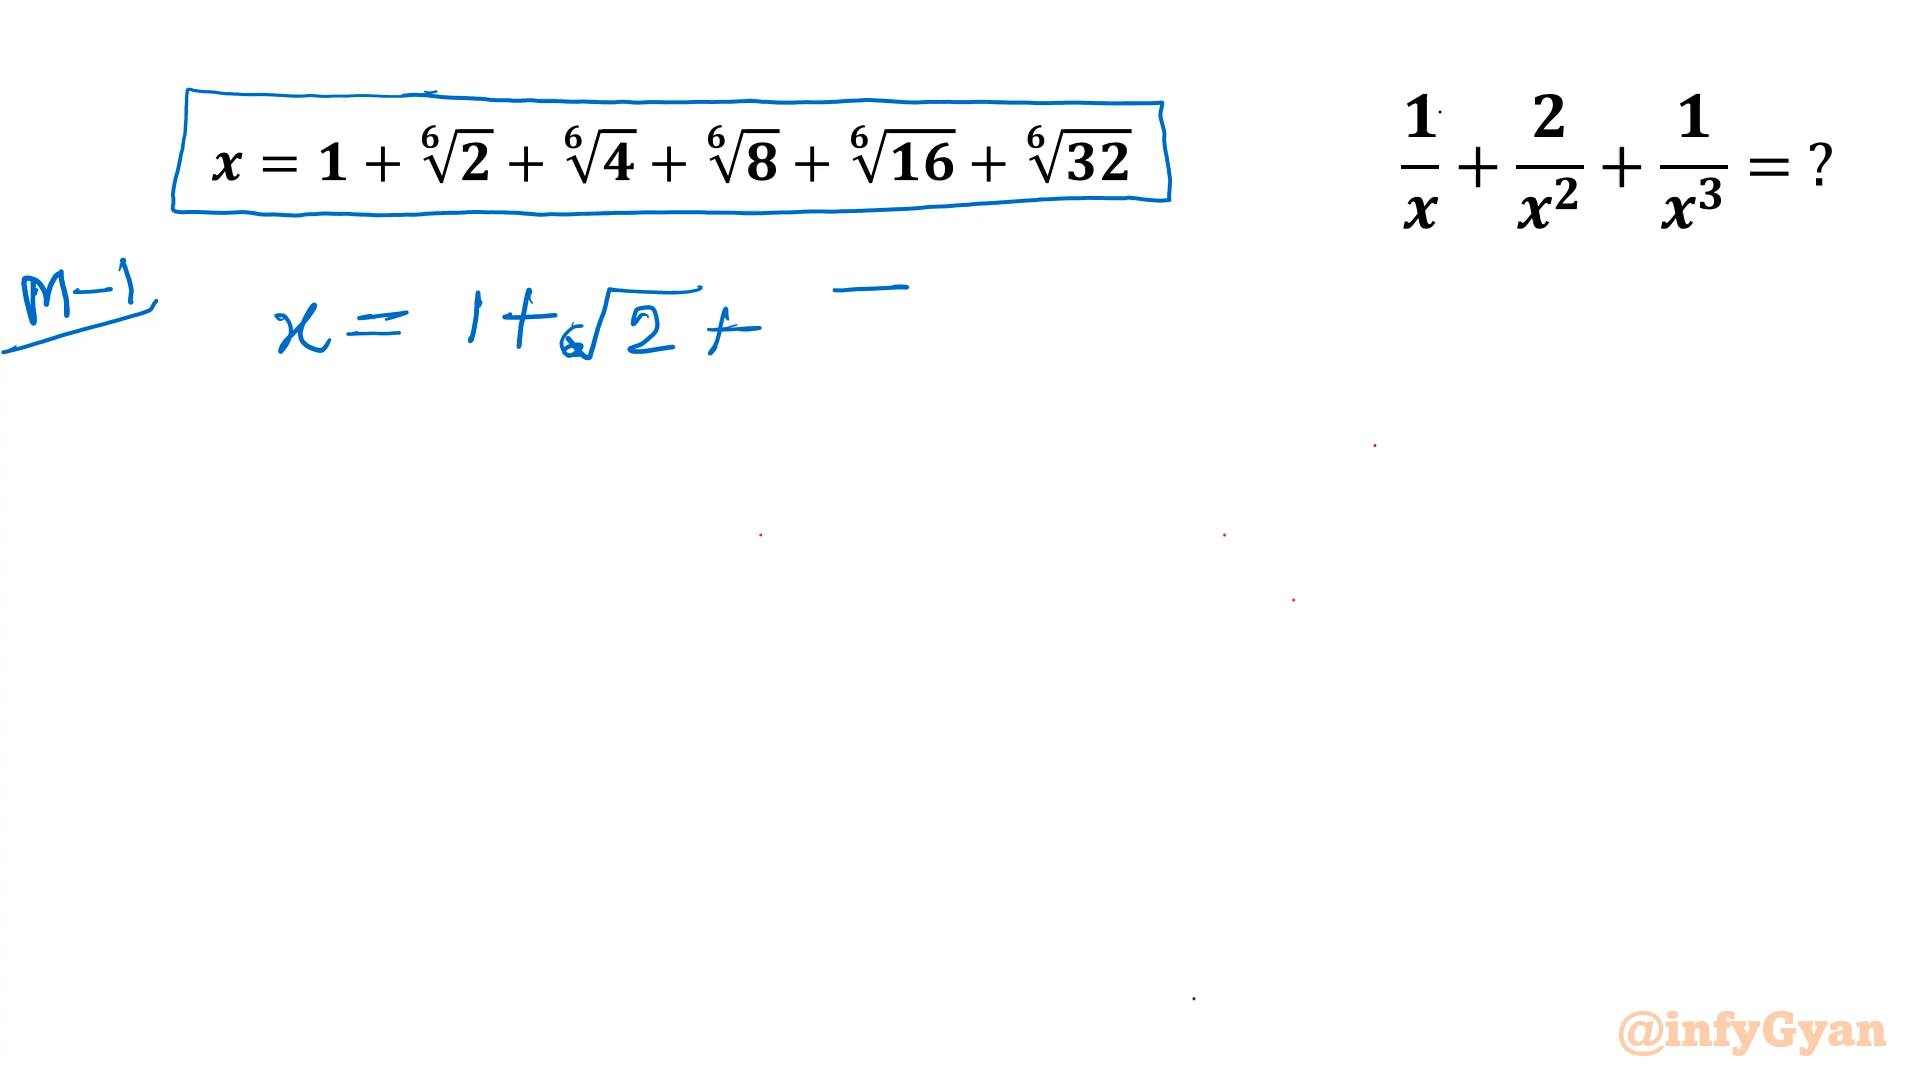 x = 1 + ⁶√2 + ⁶√4 + ⁶√8 + ⁶√16 + ⁶√32
1/x + 2/x² + 1/x³ = ?
M-1
x = 1 + ⁶√2 +
@infyGyan